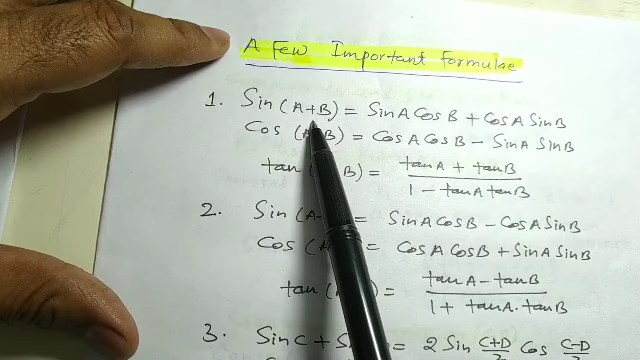 A Few Important Formulae
1. Sin (A+B) = SinA CosB + CosA SinB
Cos (A B) = CosA CosB - SinA SinB
tan ( B) = tanA + tanB / 1 - tanA tanB
2. Sin (A- = SinA CosB - CosA SinB
Cos (A = CosA CosB + SinA SinB
tan ( = tanA - tanB / 1 + tanA . tanB
3. SinC + S = 2 Sin C+D Cos C-D